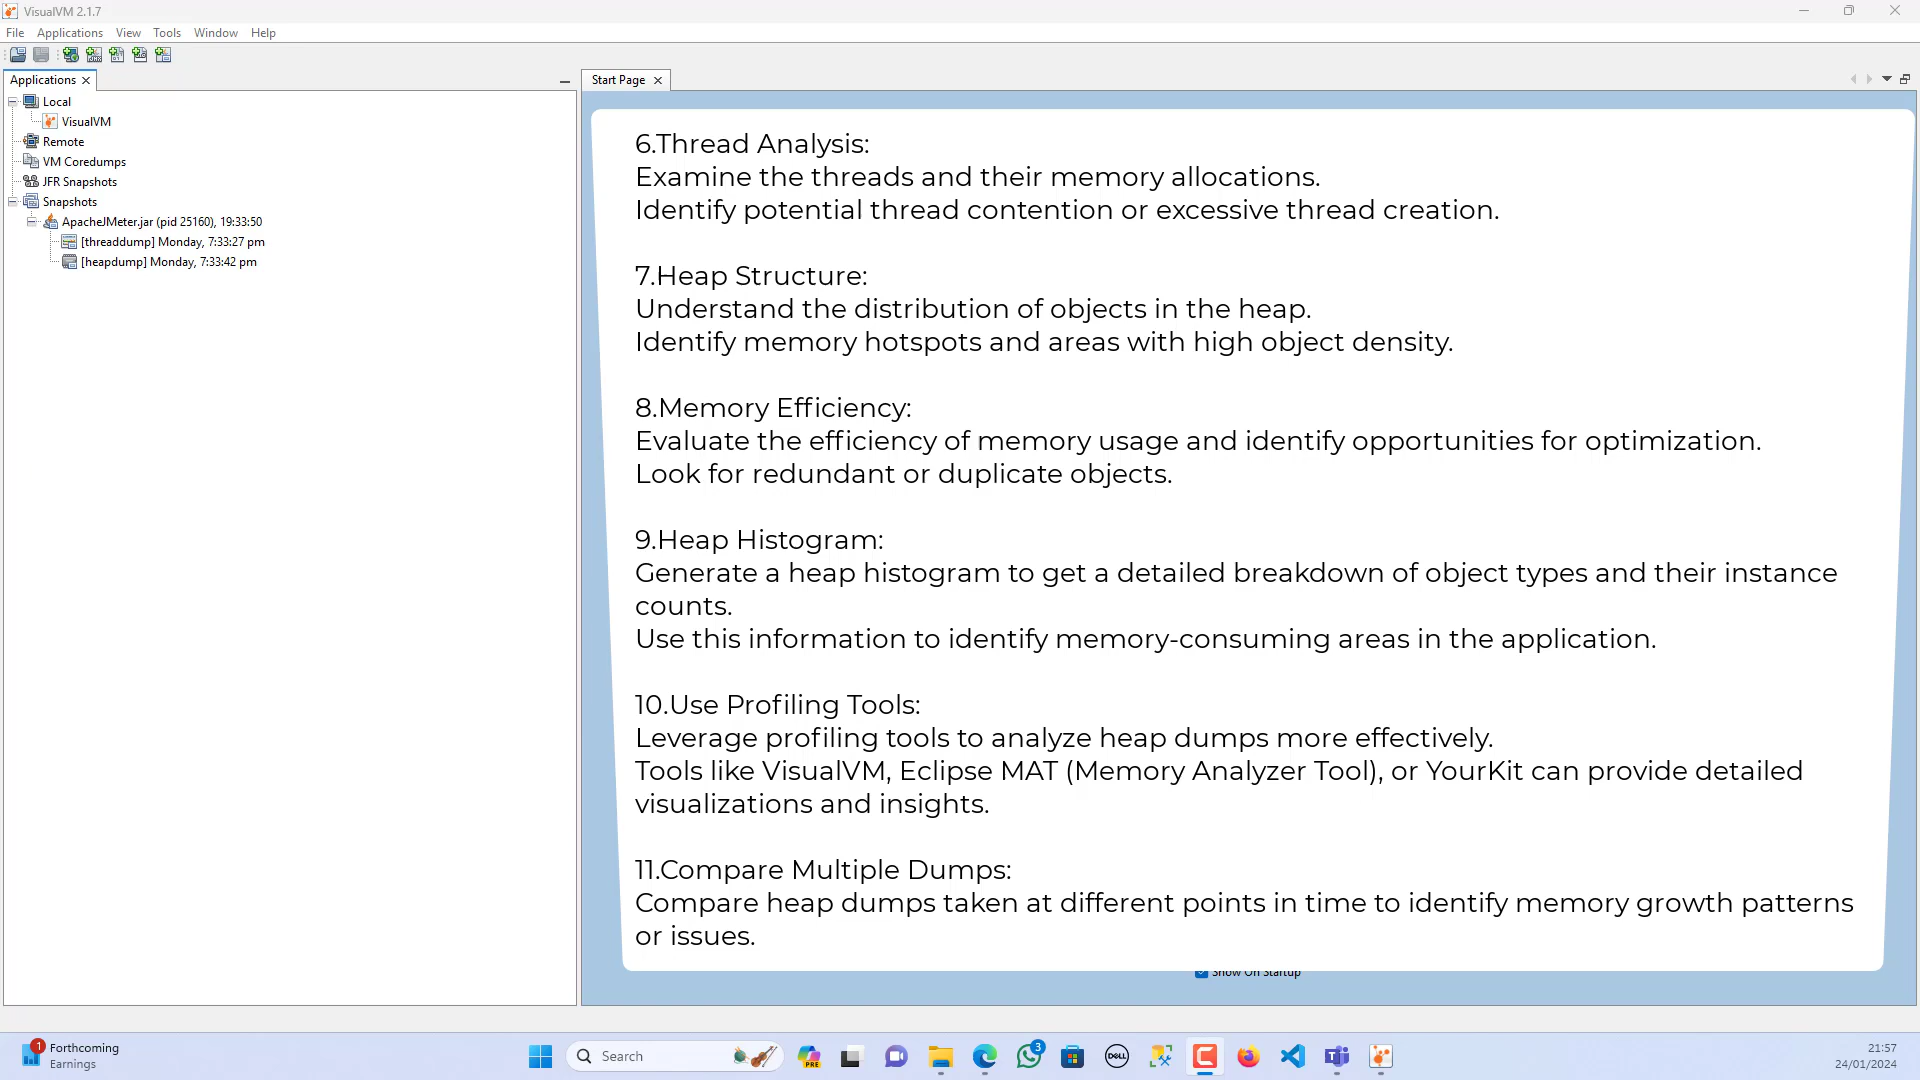 VisualVM 2.1.7
File Applications View Tools Window Help
Applications
Start Page
Local
VisualVM
Remote
VM Coredumps
JFR Snapshots
Snapshots
ApacheJMeter.jar (pid 25160), 19:33:50
[threaddump] Monday, 7:33:27 pm
[heapdump] Monday, 7:33:42 pm
6.Thread Analysis:
Examine the threads and their memory allocations.
Identify potential thread contention or excessive thread creation.
7.Heap Structure:
Understand the distribution of objects in the heap.
Identify memory hotspots and areas with high object density.
8.Memory Efficiency:
Evaluate the efficiency of memory usage and identify opportunities for optimization.
Look for redundant or duplicate objects.
9.Heap Histogram:
Generate a heap histogram to get a detailed breakdown of object types and their instance
counts.
Use this information to identify memory-consuming areas in the application.
10.Use Profiling Tools:
Leverage profiling tools to analyze heap dumps more effectively.
Tools like VisualVM, Eclipse MAT (Memory Analyzer Tool), or YourKit can provide detailed
visualizations and insights.
11.Compare Multiple Dumps:
Compare heap dumps taken at different points in time to identify memory growth patterns
or issues.
Show On Startup
1
Forthcoming
Earnings
Search
PRE
3
DELL
21:57
24/01/2024